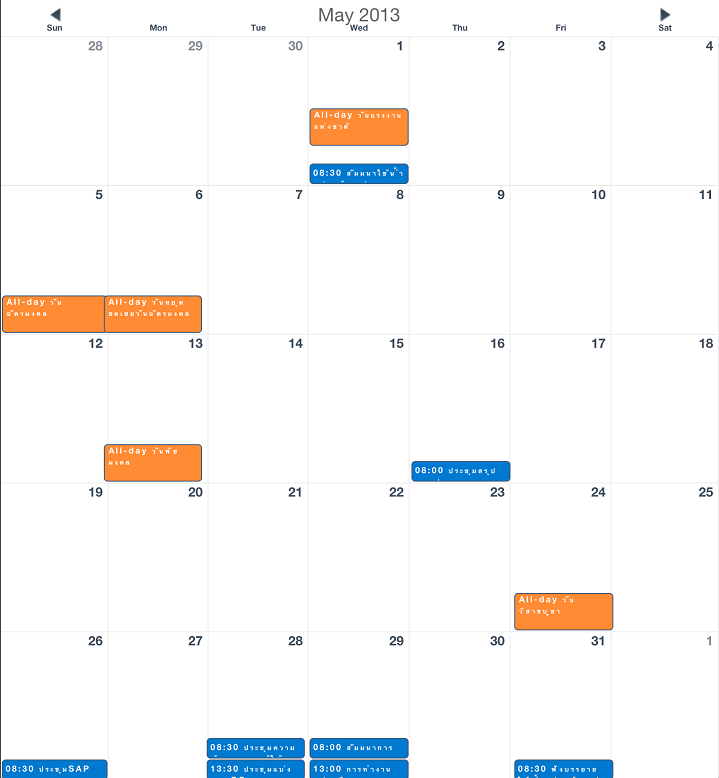 May 2013
Sun Mon Tue Wed Thu Fri Sat
28 29 30 1 2 3 4
All-day วันแรงงาน
แห่งชาติ
08:30 สัมมนาใช้น้ำ
5 6 7 8 9 10 11
All-day วัน
ฉัตรมงคล
All-day วันหยุด
ชดเชยวันฉัตรมงคล
12 13 14 15 16 17 18
All-day วันพืช
มงคล
08:00 ประชุมสรุป
19 20 21 22 23 24 25
All-day วัน
วิสาขบูชา
26 27 28 29 30 31 1
08:30 ประชุมความ
08:00 สัมมนาการ
08:30 ประชุมSAP
13:30 ประชุมแบ่ง
13:00 การทำงาน
08:30 ฟังบรรยาย